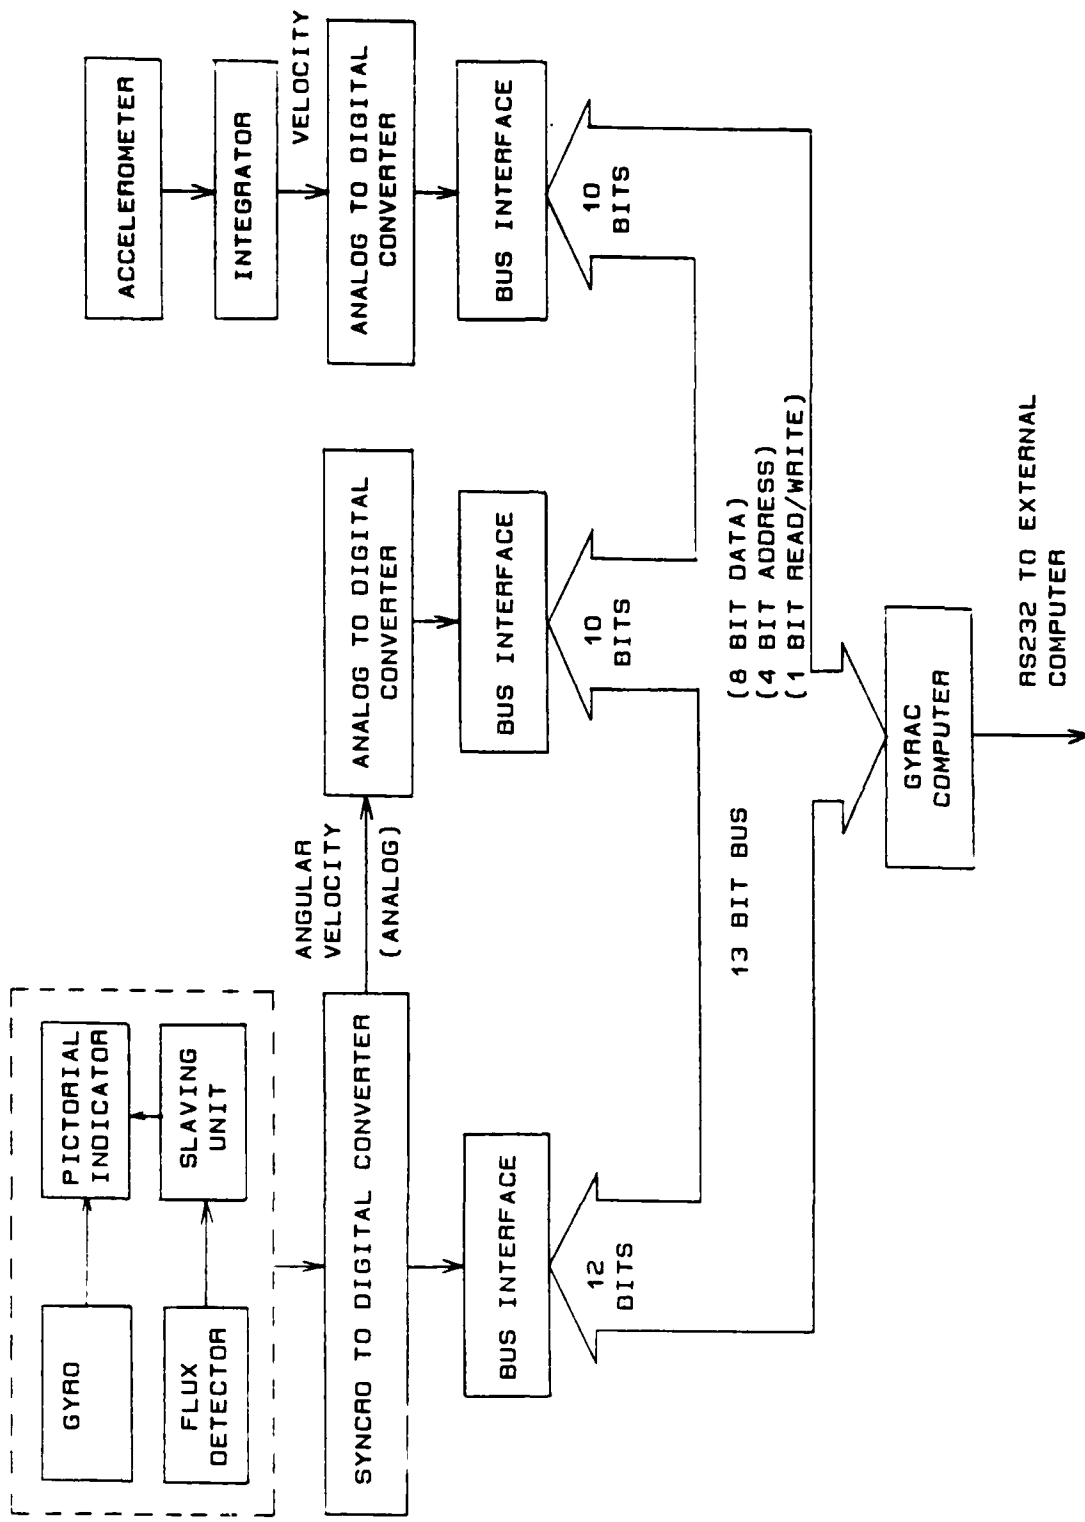 GYRO
PICTORIAL
INDICATOR
FLUX
DETECTOR
SLAVING
UNIT
SYNCRO TO DIGITAL CONVERTER
ANGULAR
VELOCITY
(ANALOG)
ANALOG TO DIGITAL
CONVERTER
ACCELEROMETER
INTEGRATOR
VELOCITY
ANALOG TO DIGITAL
CONVERTER
BUS INTERFACE
BUS INTERFACE
BUS INTERFACE
12
BITS
10
BITS
10
BITS
13 BIT BUS
(8 BIT DATA)
(4 BIT ADDRESS)
(1 BIT READ/WRITE)
GYRAC
COMPUTER
RS232 TO EXTERNAL
COMPUTER